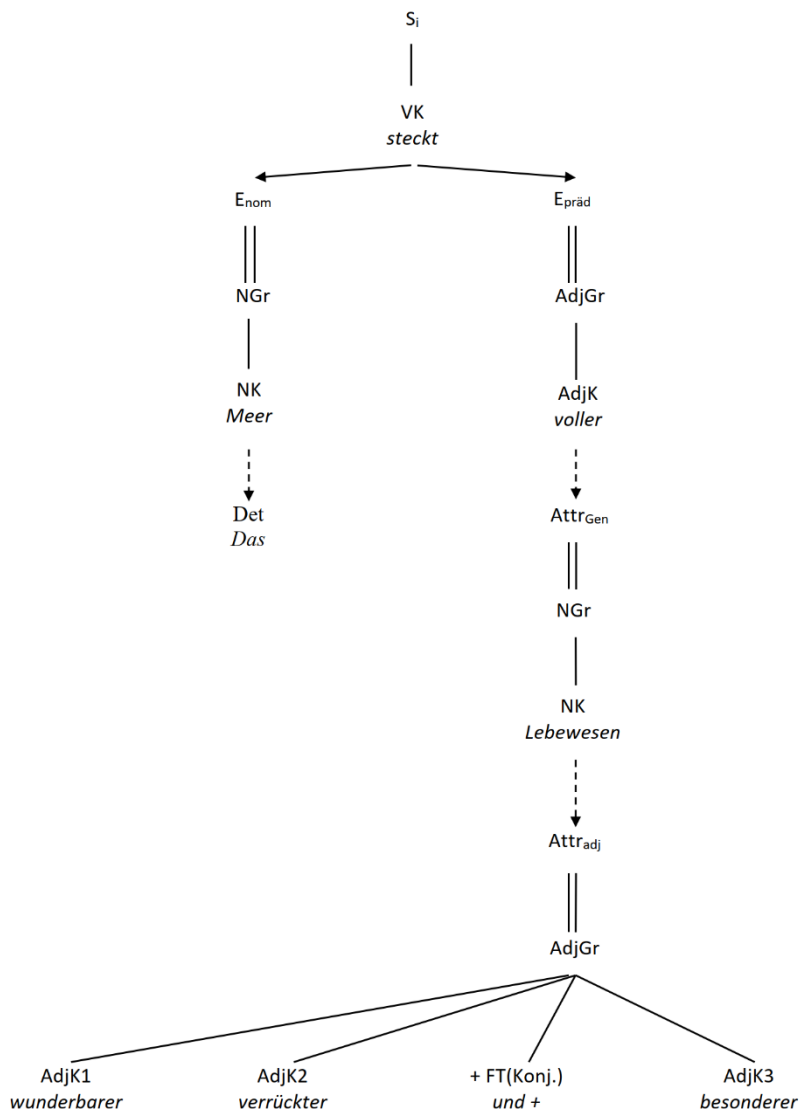 Si
VK
steckt
Enom Epräd
NGr AdjGr
NK AdjK
Meer voller
Det AttrGen
Das
NGr
NK
Lebewesen
Attradj
AdjGr
AdjK1 AdjK2 + FT(Konj.) AdjK3
wunderbarer verrückter und + besonderer